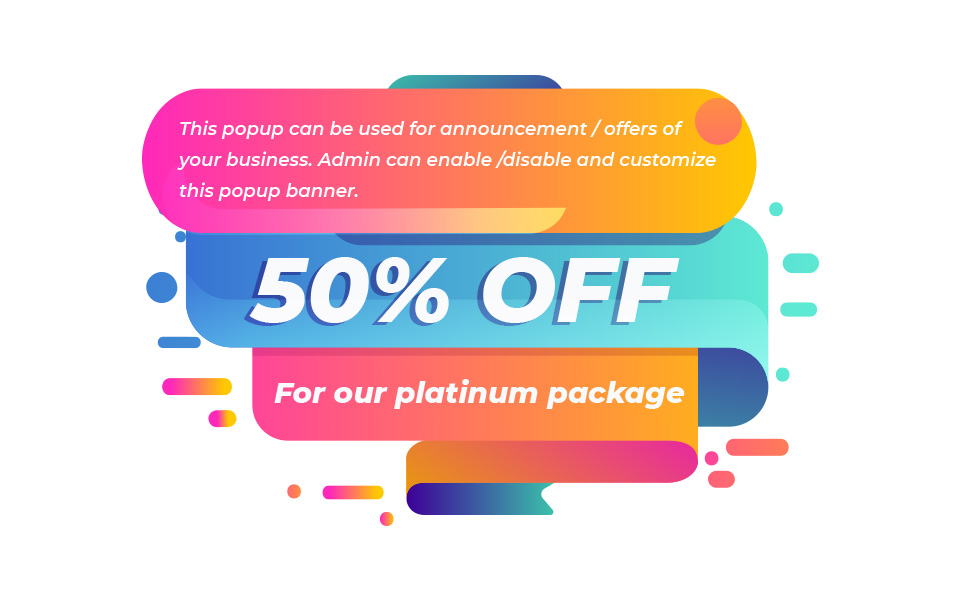 This popup can be used for announcement / offers of
your business. Admin can enable /disable and customize
this popup banner.
50% OFF
For our platinum package